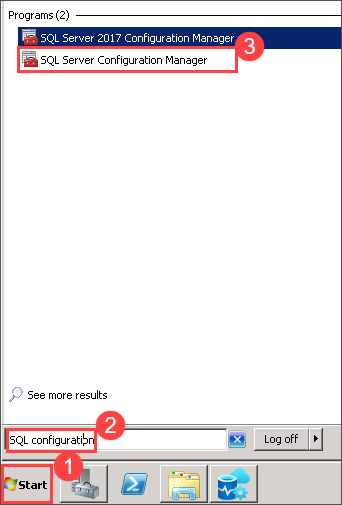 Programs (2)
SQL Server 2017 Configuration Manager
3
SQL Server Configuration Manager
See more results
2
SQL configuration
Log off
1
Start